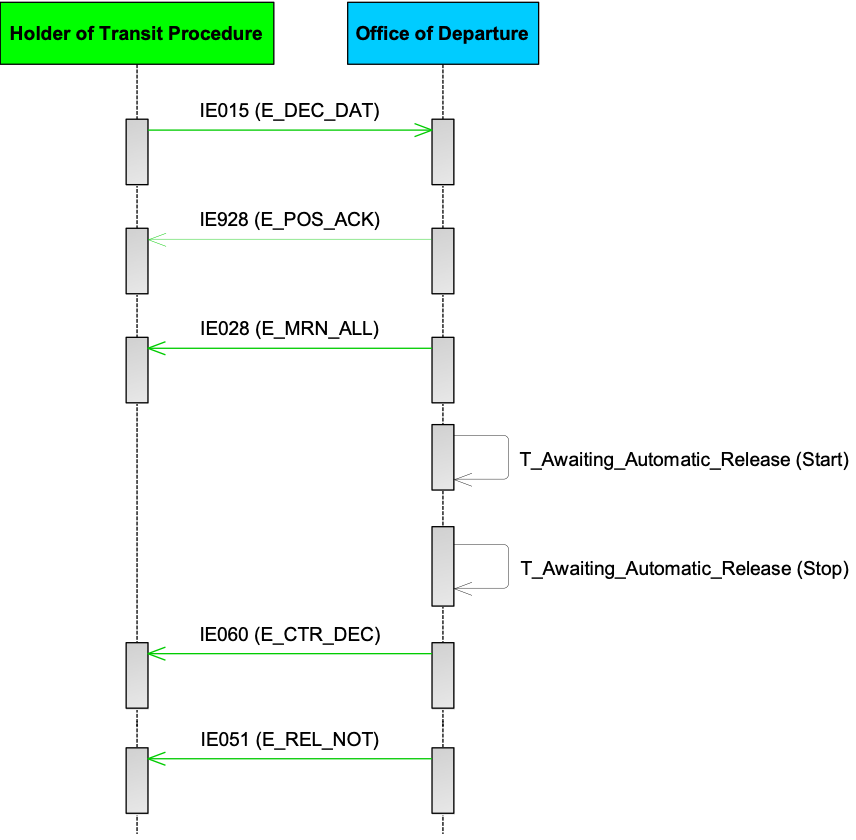 Holder of Transit Procedure
Office of Departure
IE015 (E_DEC_DAT)
IE928 (E_POS_ACK)
IE028 (E_MRN_ALL)
T_Awaiting_Automatic_Release (Start)
T_Awaiting_Automatic_Release (Stop)
IE060 (E_CTR_DEC)
IE051 (E_REL_NOT)